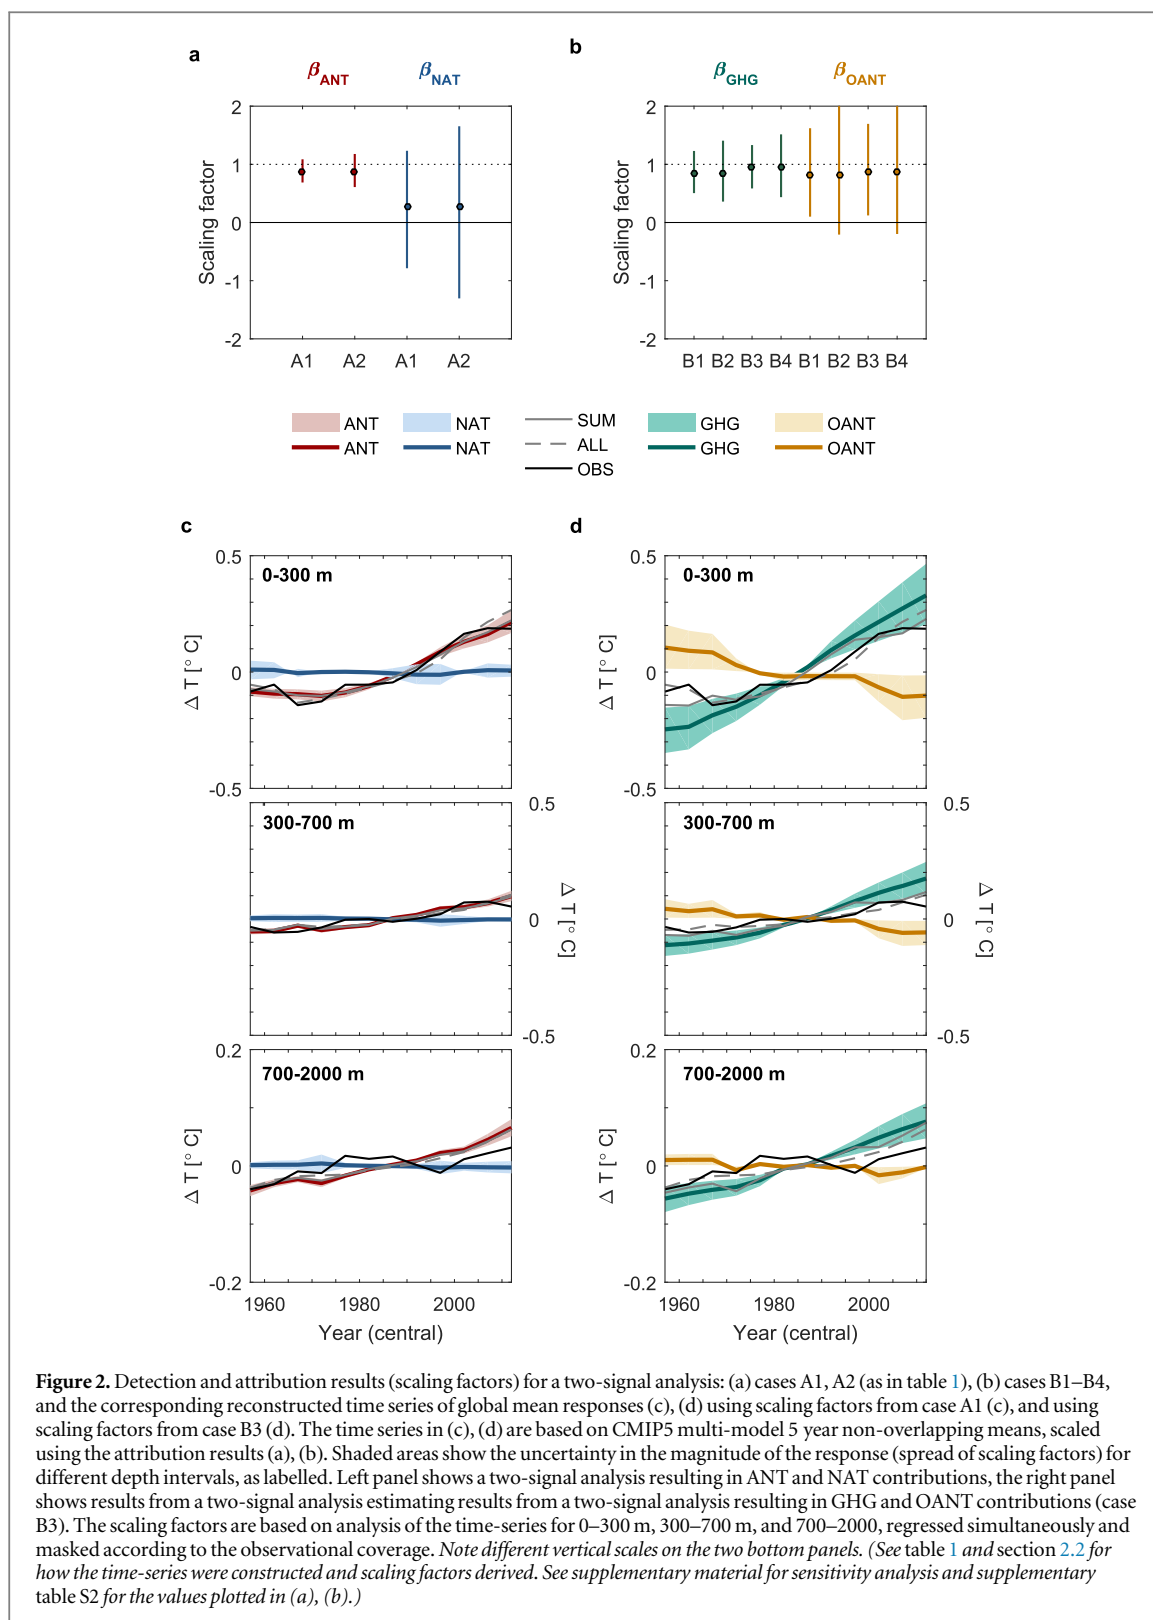 a
b
β ANT
β NAT
β GHG
β OANT
2
1
0
-1
-2
Scaling factor
A1 A2 A1 A2
2
1
0
-1
-2
Scaling factor
B1 B2 B3 B4 B1 B2 B3 B4
ANT NAT SUM GHG OANT
ANT NAT ALL GHG OANT
OBS
c
d
0.5
0
-0.5
Δ T [° C]
0-300 m
0.5
0
-0.5
Δ T [° C]
0-300 m
300-700 m
0.5
0
-0.5
Δ T [° C]
300-700 m
0.5
0
-0.5
Δ T [° C]
0.2
0
-0.2
Δ T [° C]
700-2000 m
1960 1980 2000
Year (central)
0.2
0
-0.2
Δ T [° C]
700-2000 m
1960 1980 2000
Year (central)
Figure 2. Detection and attribution results (scaling factors) for a two-signal analysis: (a) cases A1, A2 (as in table 1), (b) cases B1–B4,
and the corresponding reconstructed time series of global mean responses (c), (d) using scaling factors from case A1 (c), and using
scaling factors from case B3 (d). The time series in (c), (d) are based on CMIP5 multi-model 5 year non-overlapping means, scaled
using the attribution results (a), (b). Shaded areas show the uncertainty in the magnitude of the response (spread of scaling factors) for
different depth intervals, as labelled. Left panel shows a two-signal analysis resulting in ANT and NAT contributions, the right panel
shows results from a two-signal analysis estimating results from a two-signal analysis resulting in GHG and OANT contributions (case
B3). The scaling factors are based on analysis of the time-series for 0–300 m, 300–700 m, and 700–2000, regressed simultaneously and
masked according to the observational coverage. Note different vertical scales on the two bottom panels. (See table 1 and section 2.2 for
how the time-series were constructed and scaling factors derived. See supplementary material for sensitivity analysis and supplementary
table S2 for the values plotted in (a), (b).)